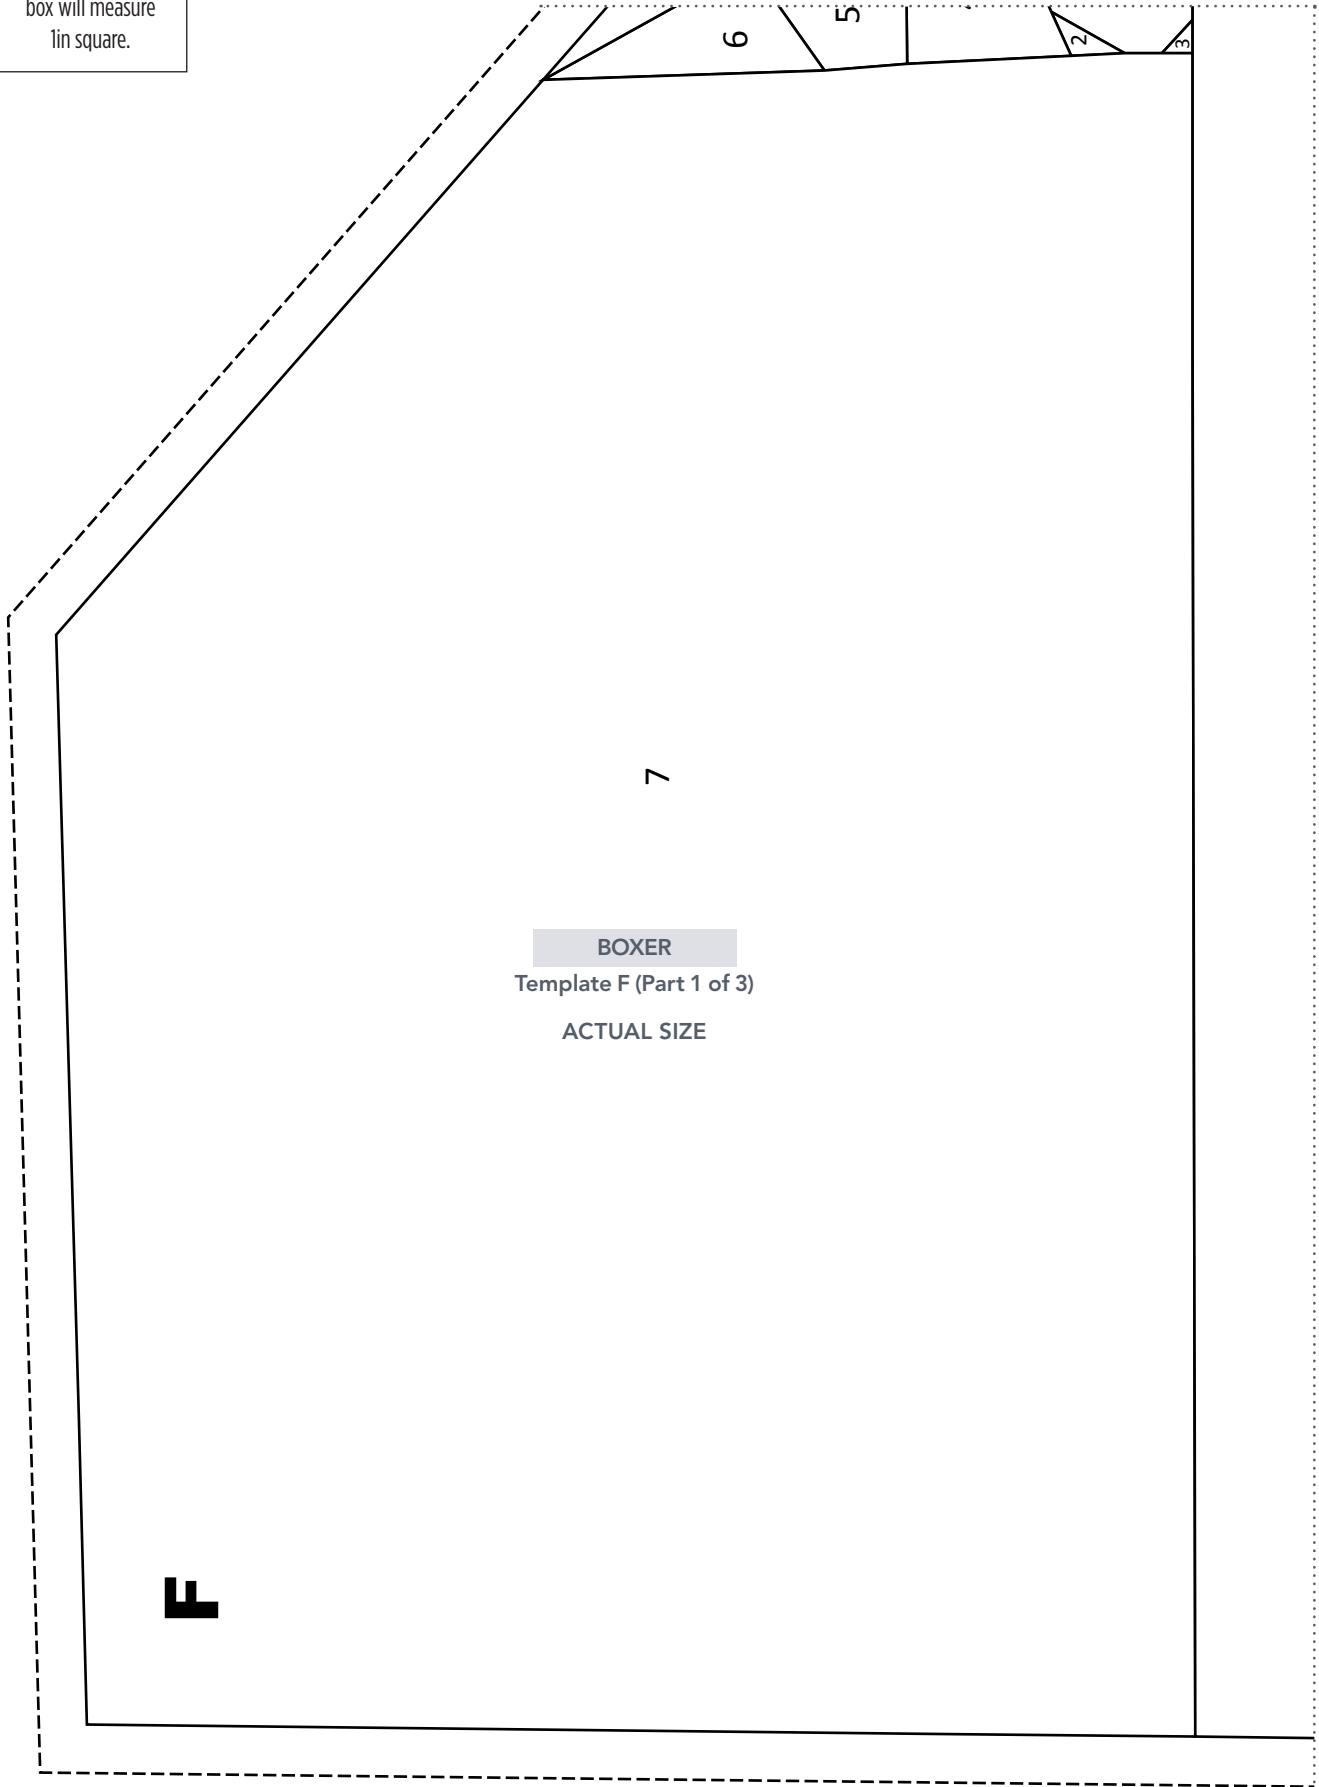 box will measure
1in square.
6
5
2
3
7
BOXER
Template F (Part 1 of 3)
ACTUAL SIZE
F